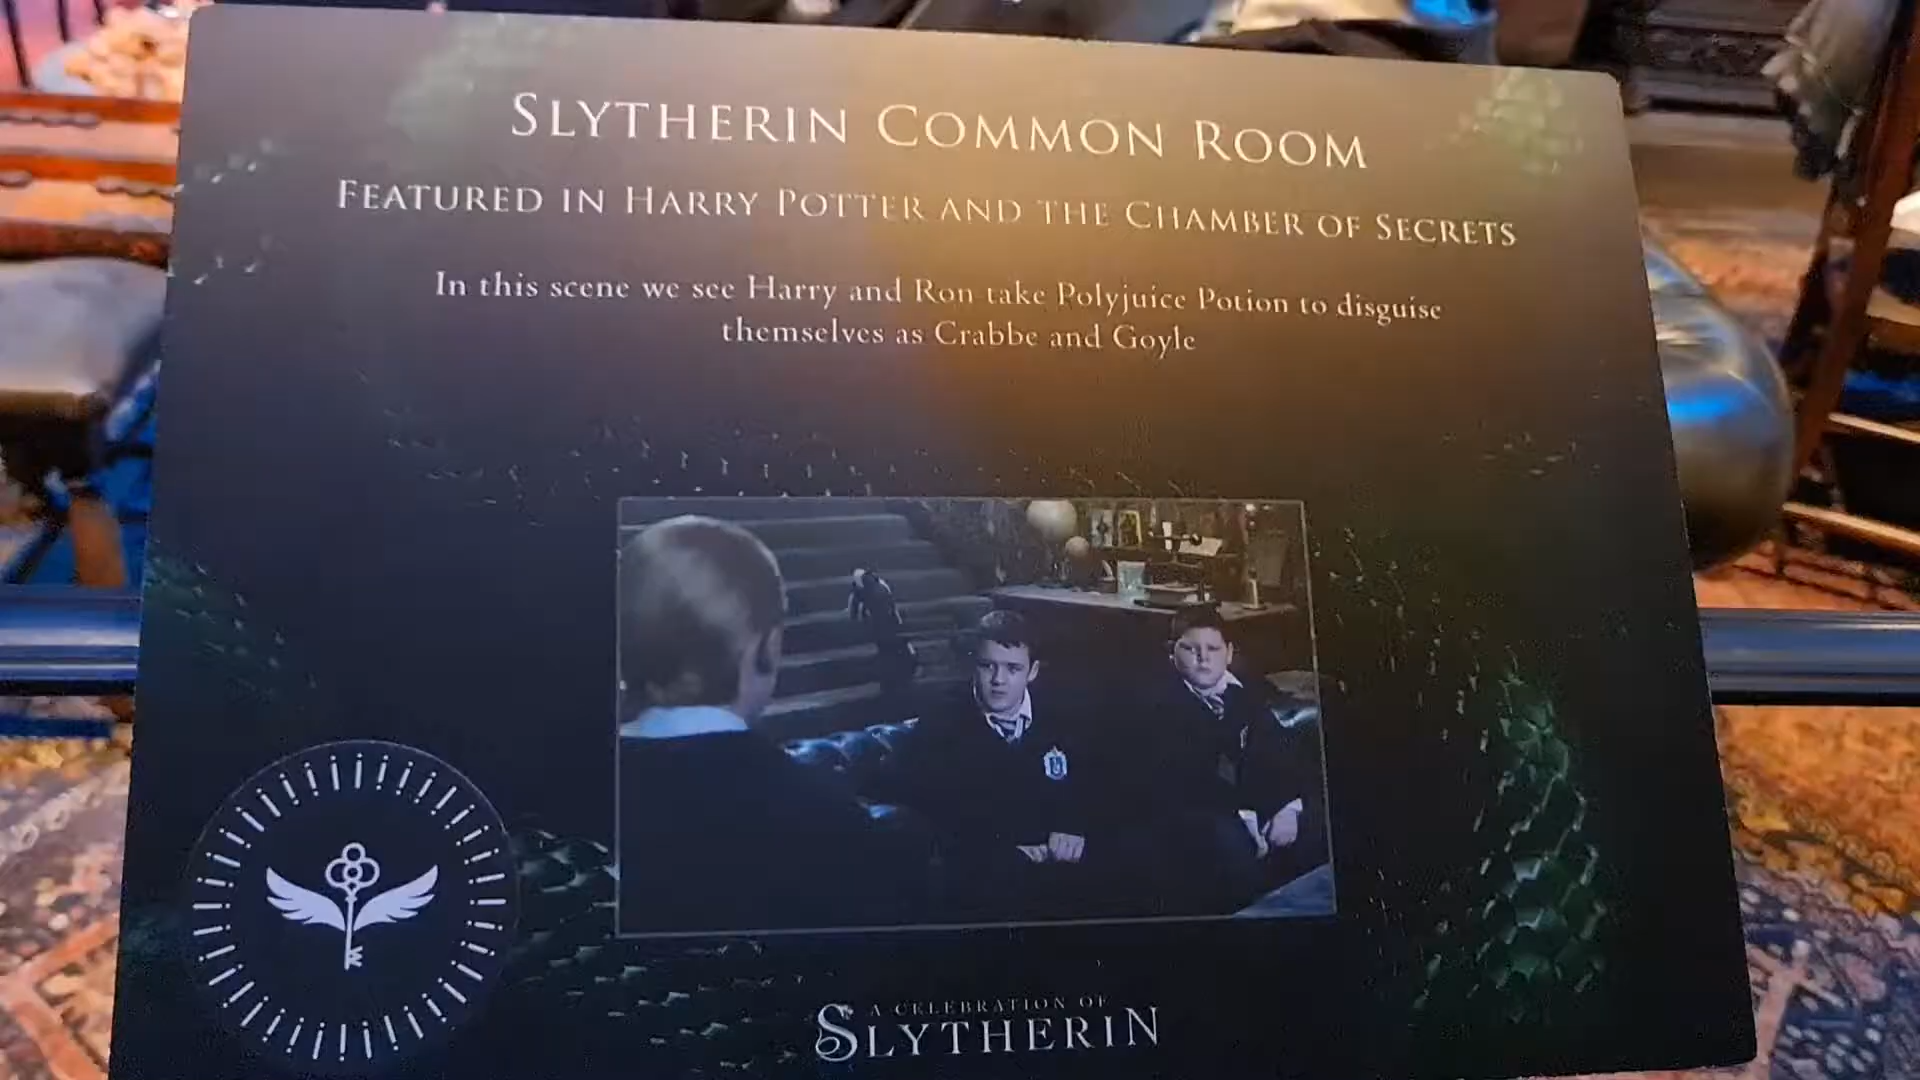 SLYTHERIN COMMON ROOM
FEATURED IN HARRY POTTER AND THE CHAMBER OF SECRETS
In this scene we see Harry and Ron take Polyjuice Potion to disguise
themselves as Crabbe and Goyle
A CELEBRATION OF
SLYTHERIN